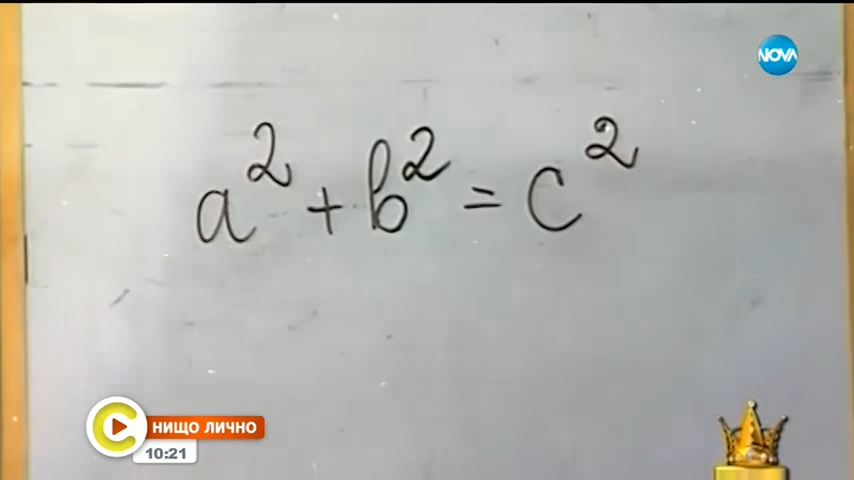 NOVA
a² + b² = c²
НИЩО ЛИЧНО
10:21